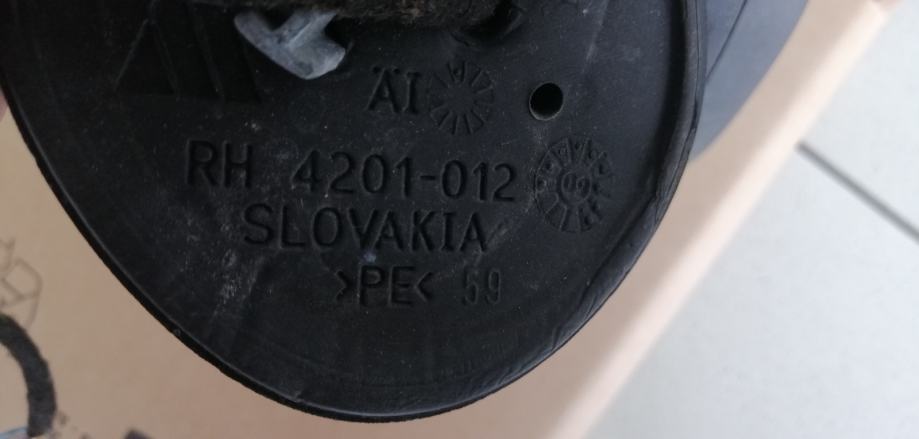 ÄI
RH 4201-012
SLOVAKIA
>PE< 59